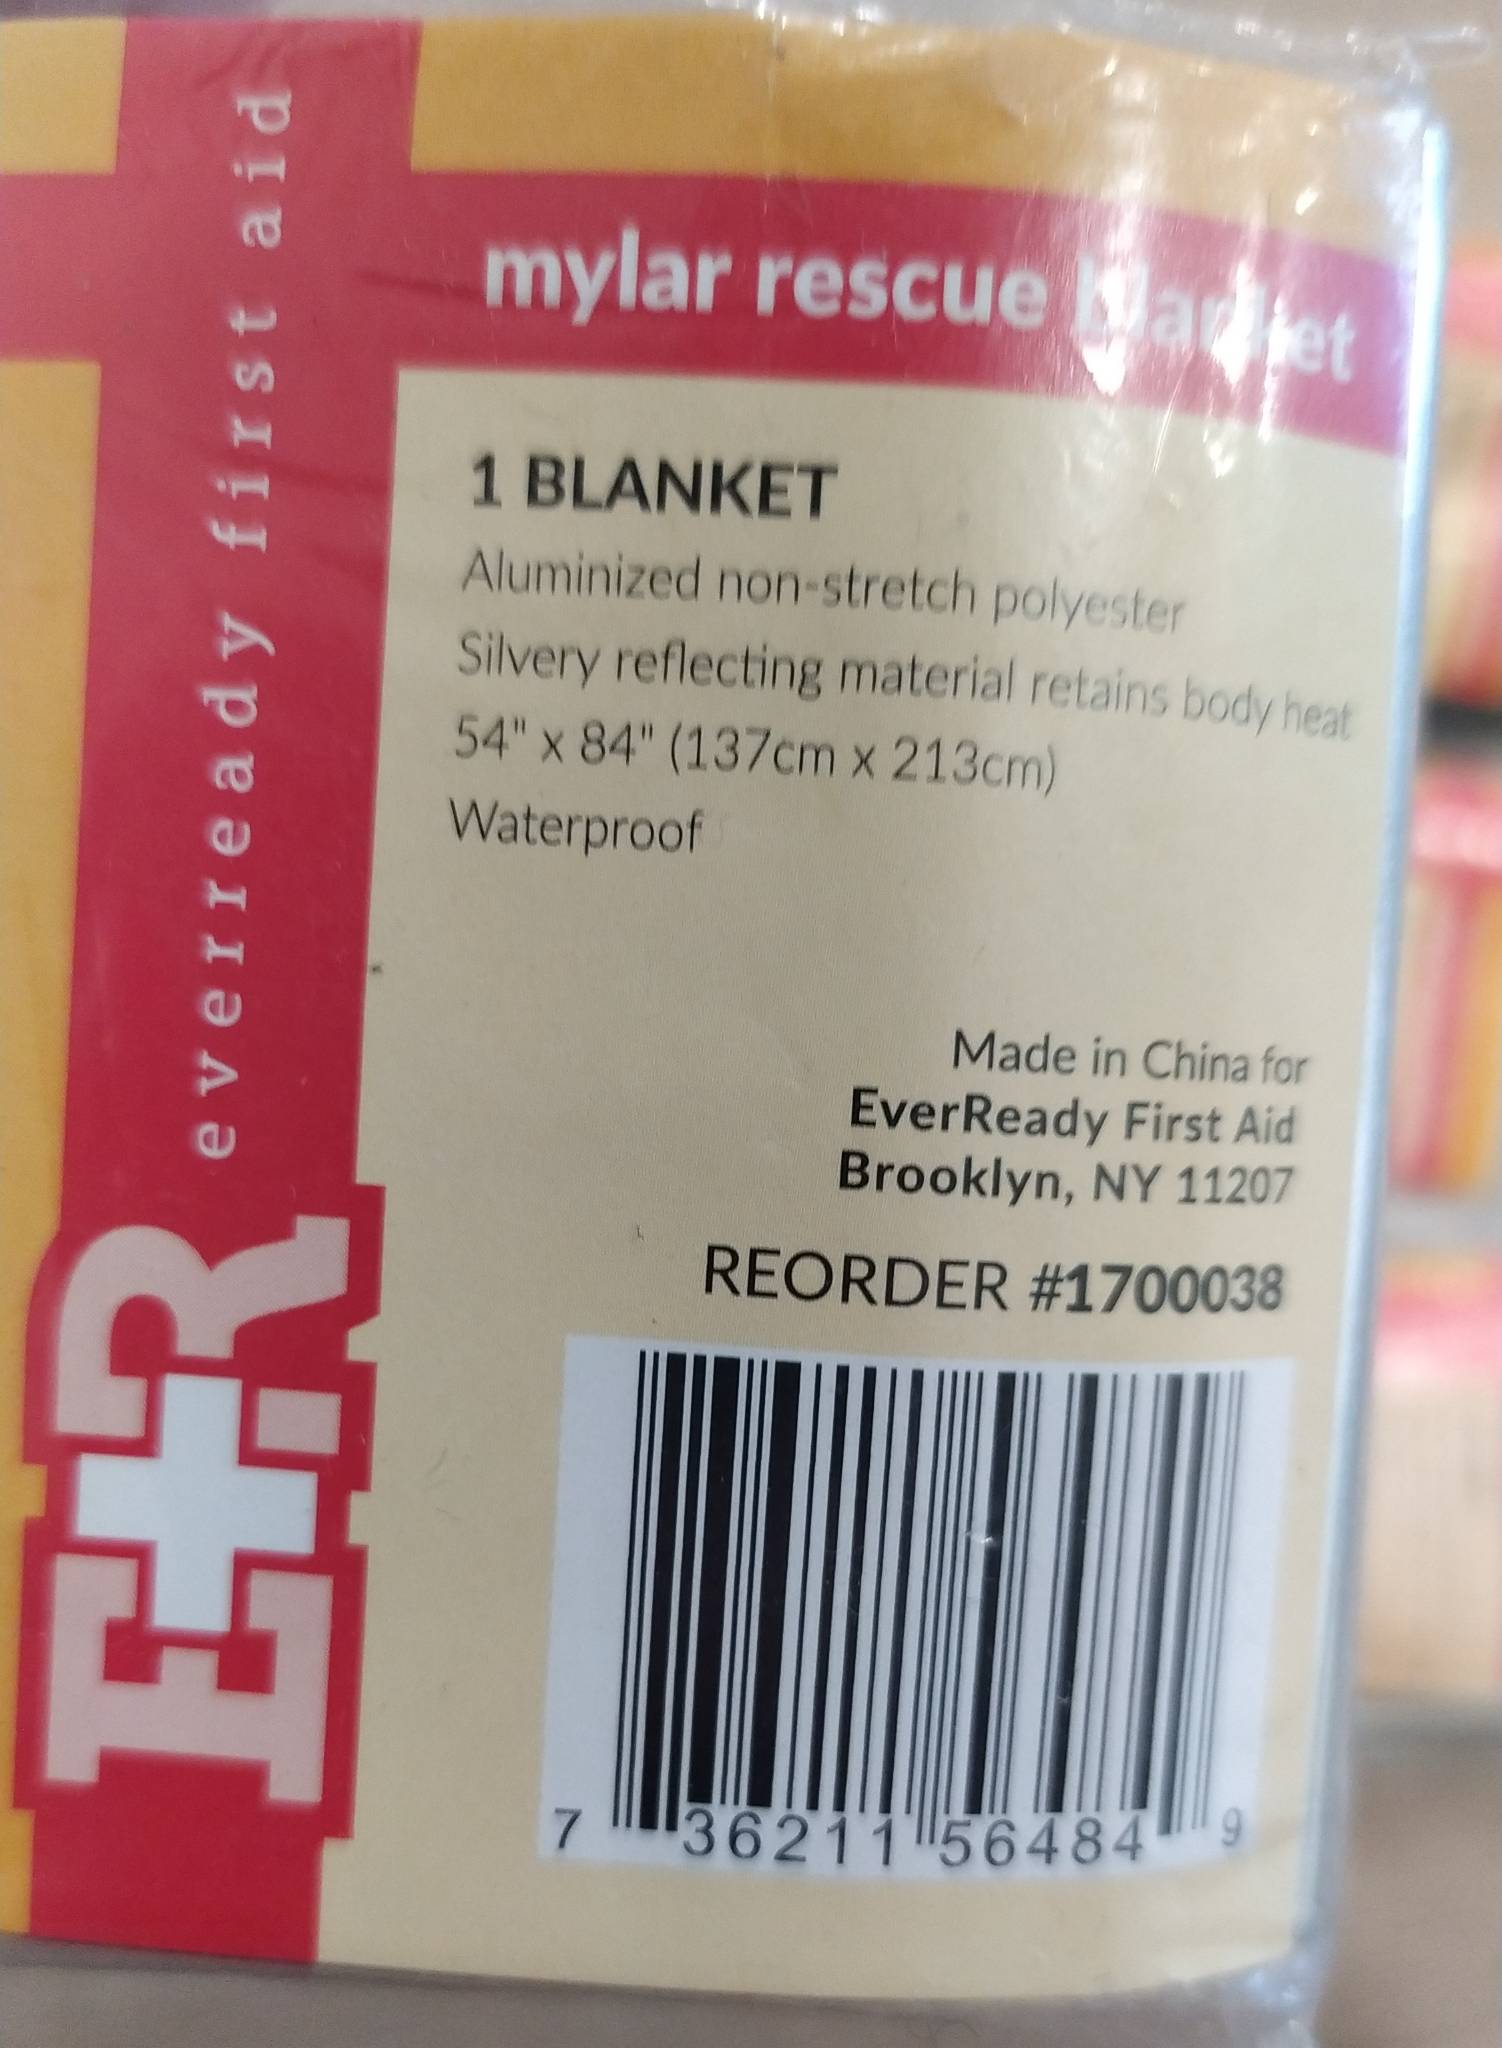 everready first aid
E+R
mylar rescue blanket
1 BLANKET
Aluminized non-stretch polyester
Silvery reflecting material retains body heat
54" x 84" (137cm x 213cm)
Waterproof
Made in China for
EverReady First Aid
Brooklyn, NY 11207
REORDER #1700038
7 36211 56484 9